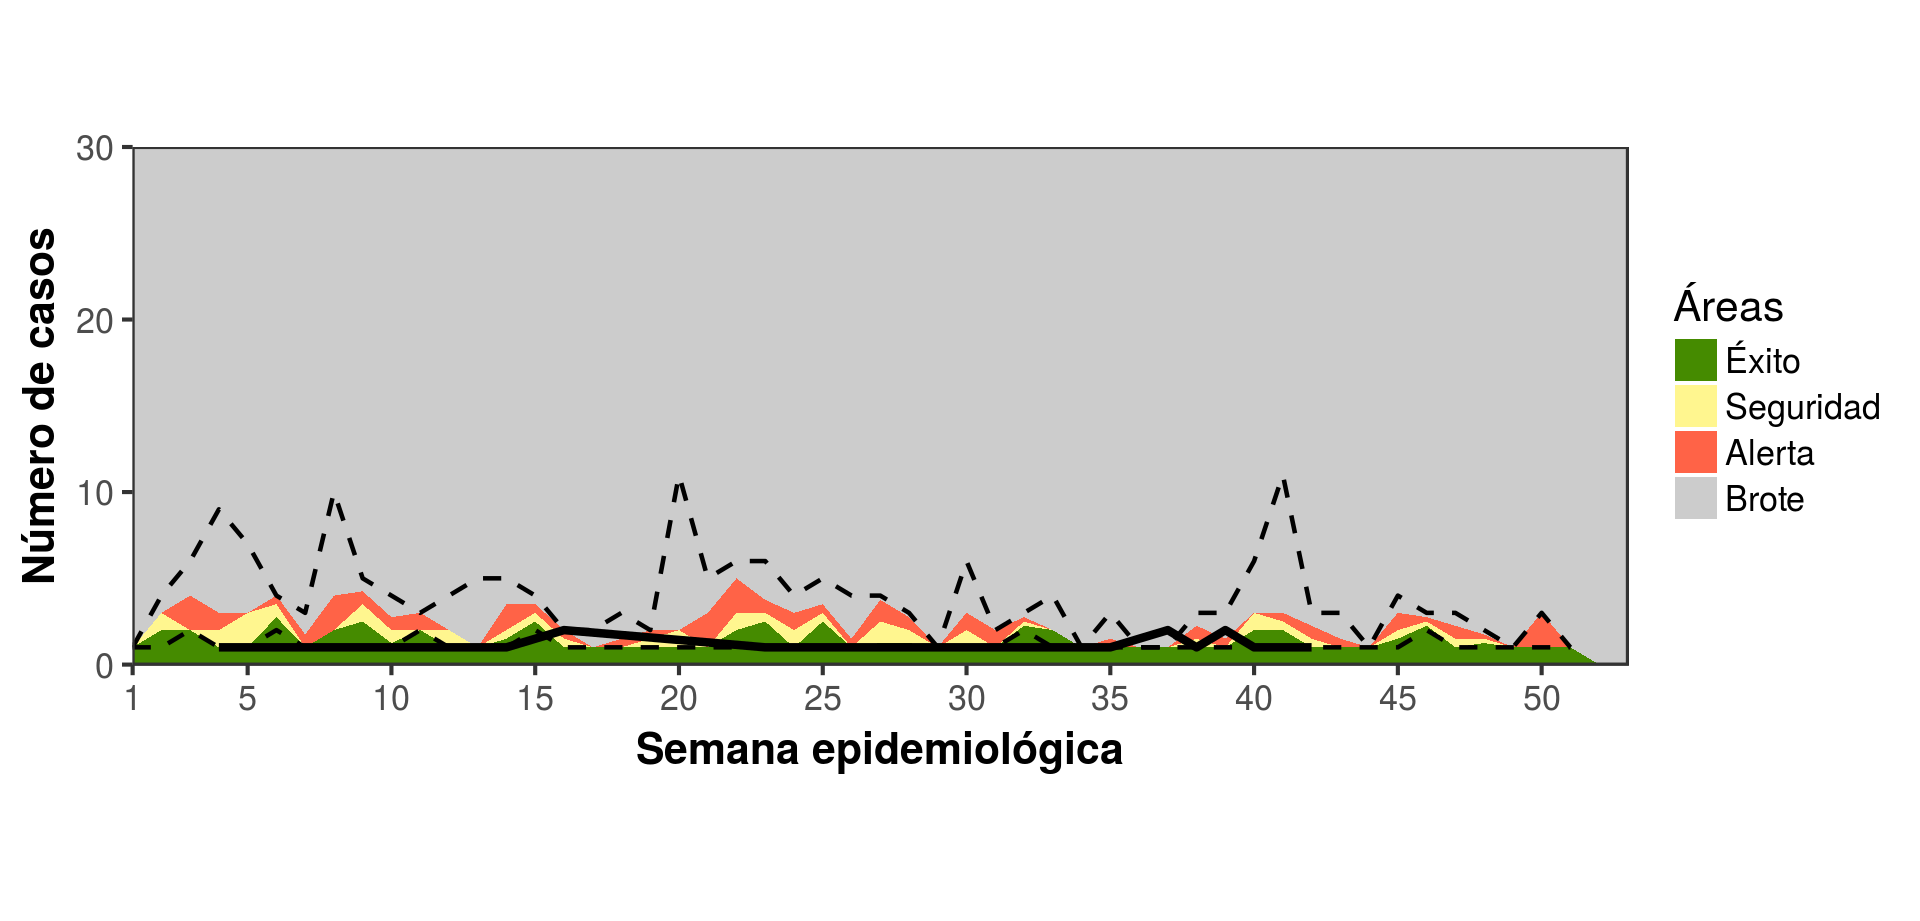 Número de casos
30
20
10
0
1 5 10 15 20 25 30 35 40 45 50
Semana epidemiológica
Áreas
Éxito
Seguridad
Alerta
Brote